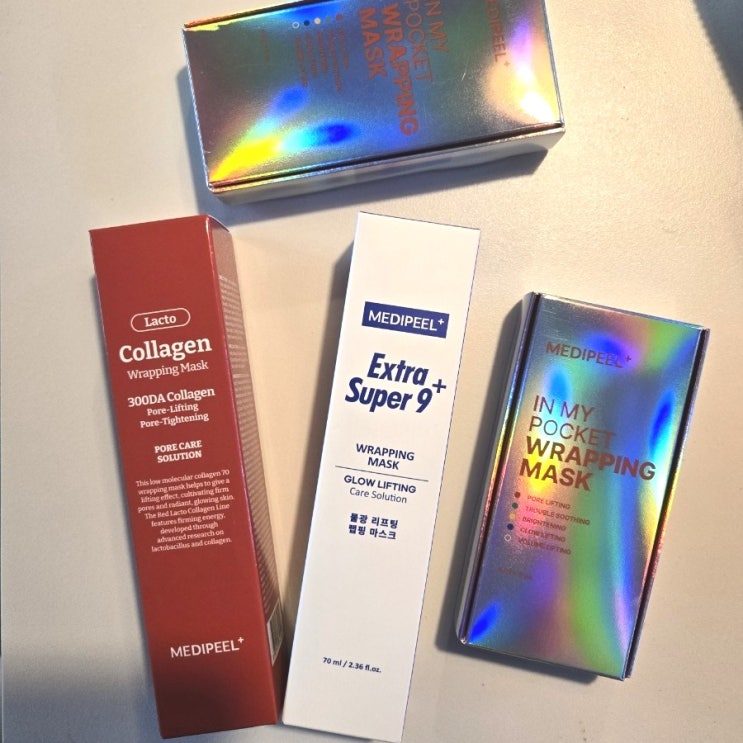 MEDIPEEL+
IN MY
POCKET
WRAPPING
MASK
Lacto
Collagen
Wrapping Mask
300DA Collagen
Pore-Lifting
Pore-Tightening
PORE CARE
SOLUTION
This low molecular collagen 70
wrapping mask helps to give a
lifting effect, cultivating firm
pores and radiant, glowing skin.
The Red Lacto Collagen Line
features firming energy,
developed through
advanced research on
lactobacillus and collagen.
MEDIPEEL+
MEDIPEEL+
Extra +
Super 9
WRAPPING
MASK
GLOW LIFTING
Care Solution
물광 리프팅
랩핑 마스크
70 ml / 2.36 fl.oz.
MEDIPEEL+
IN MY
POCKET
WRAPPING
MASK
PORE LIFTING
TROUBLE SOOTHING
BRIGHTENING
GLOW LIFTING
VOLUME LIFTING